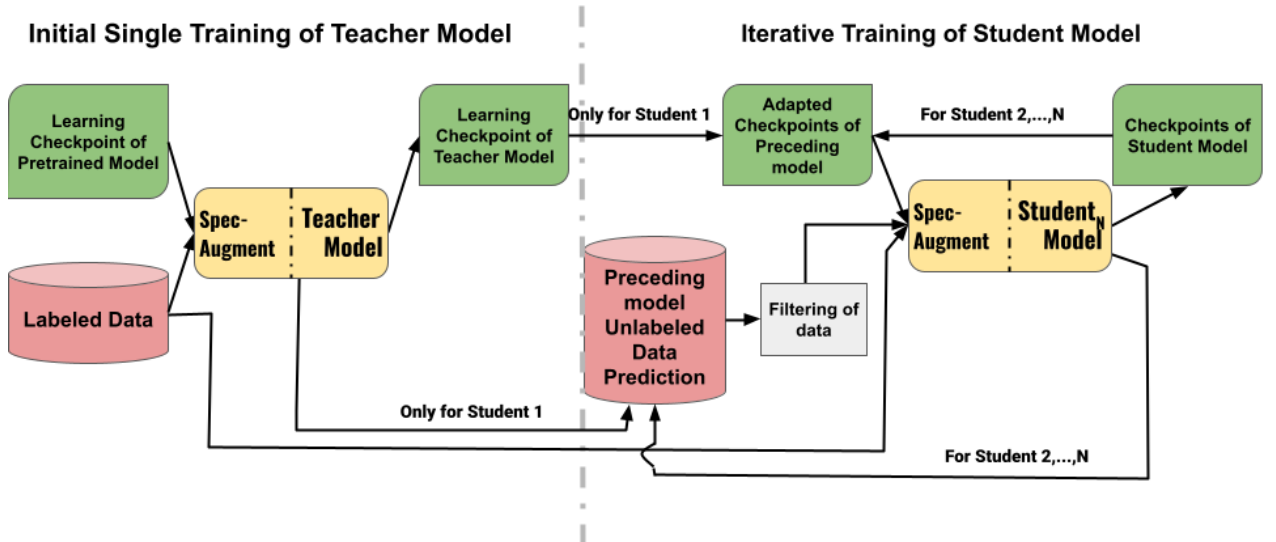 Initial Single Training of Teacher Model
Iterative Training of Student Model
Learning
Checkpoint of
Pretrained Model
Learning
Checkpoint of
Teacher Model
Only for Student 1
Adapted
Checkpoints of
Preceding
model
For Student 2,...,N
Checkpoints of
Student Model
Spec-
Augment
Teacher
Model
Spec-
Augment
Student N
Model
Labeled Data
Preceding
model
Unlabeled
Data
Prediction
Filtering of
data
Only for Student 1
For Student 2,...,N